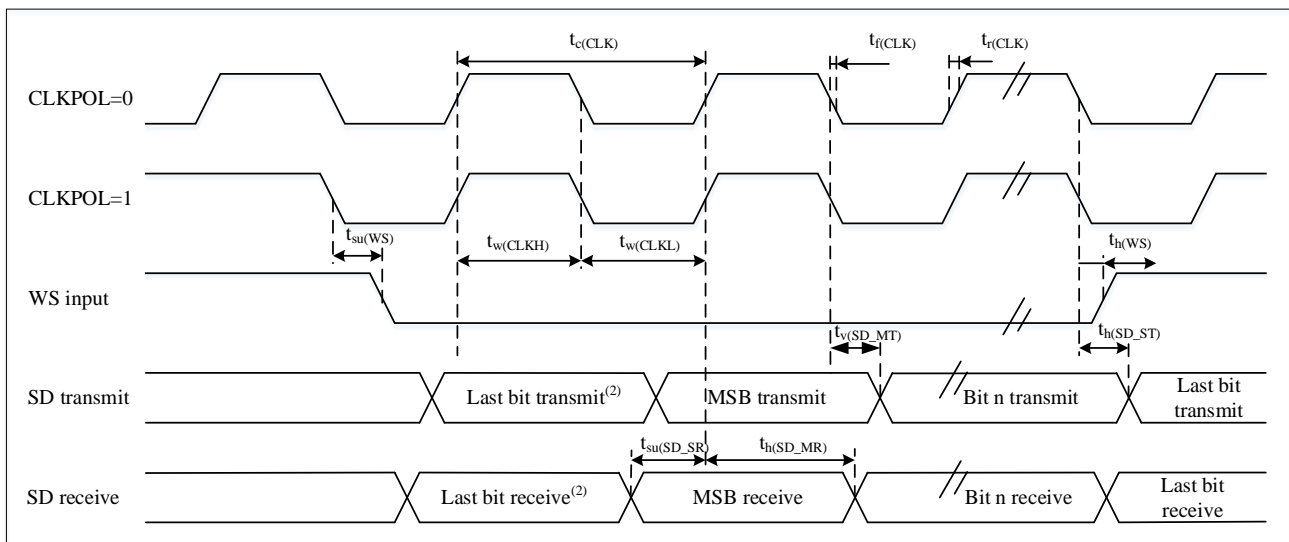 tc(CLK)
tf(CLK)
tr(CLK)
CLKPOL=0
CLKPOL=1
tsu(WS)
tw(CLKH)
tw(CLKL)
th(WS)
WS input
tv(SD_MT)
th(SD_ST)
SD transmit
Last bit transmit(2)
MSB transmit
Bit n transmit
Last bit
transmit
tsu(SD_SR)
th(SD_MR)
SD receive
Last bit receive(2)
MSB receive
Bit n receive
Last bit
receive